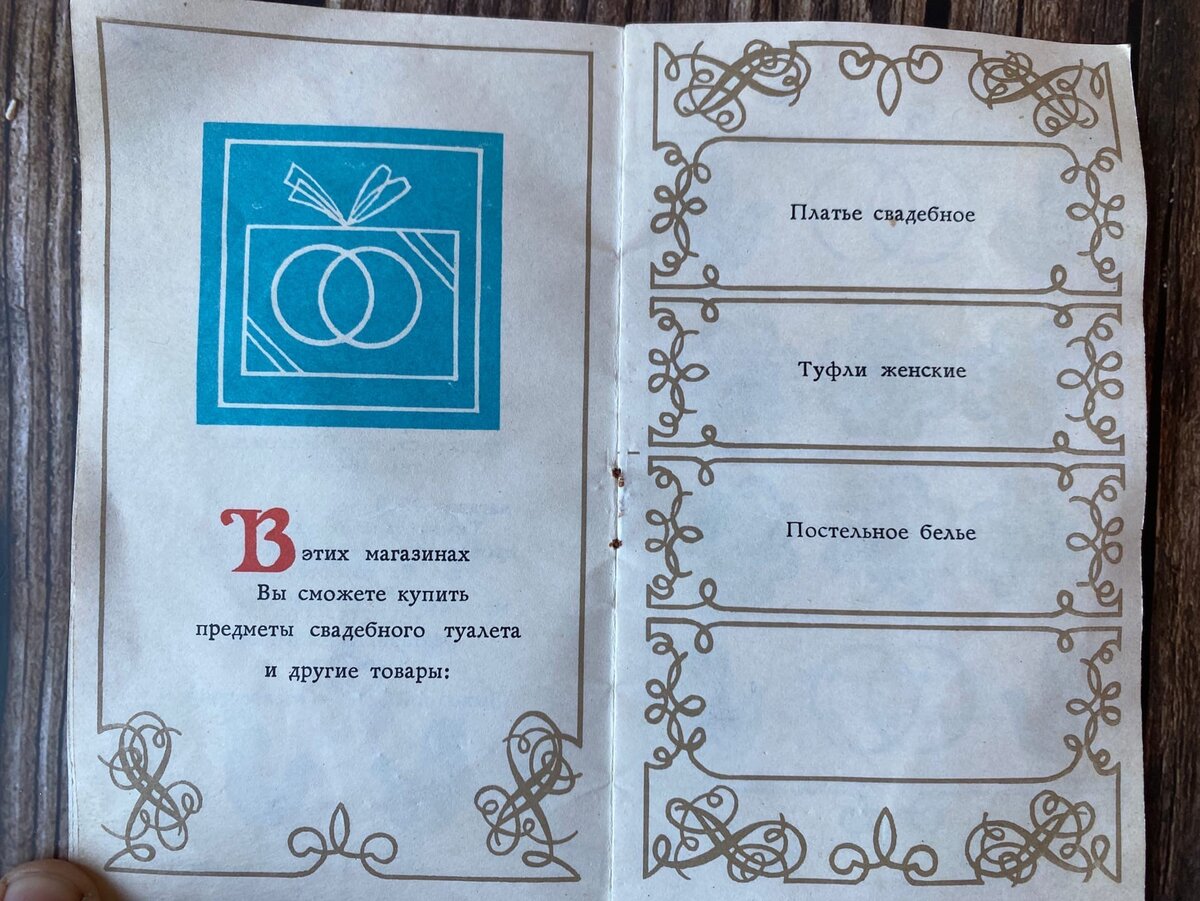 В этих магазинах
Вы сможете купить
предметы свадебного туалета
и другие товары:
Платье свадебное
Туфли женские
Постельное белье